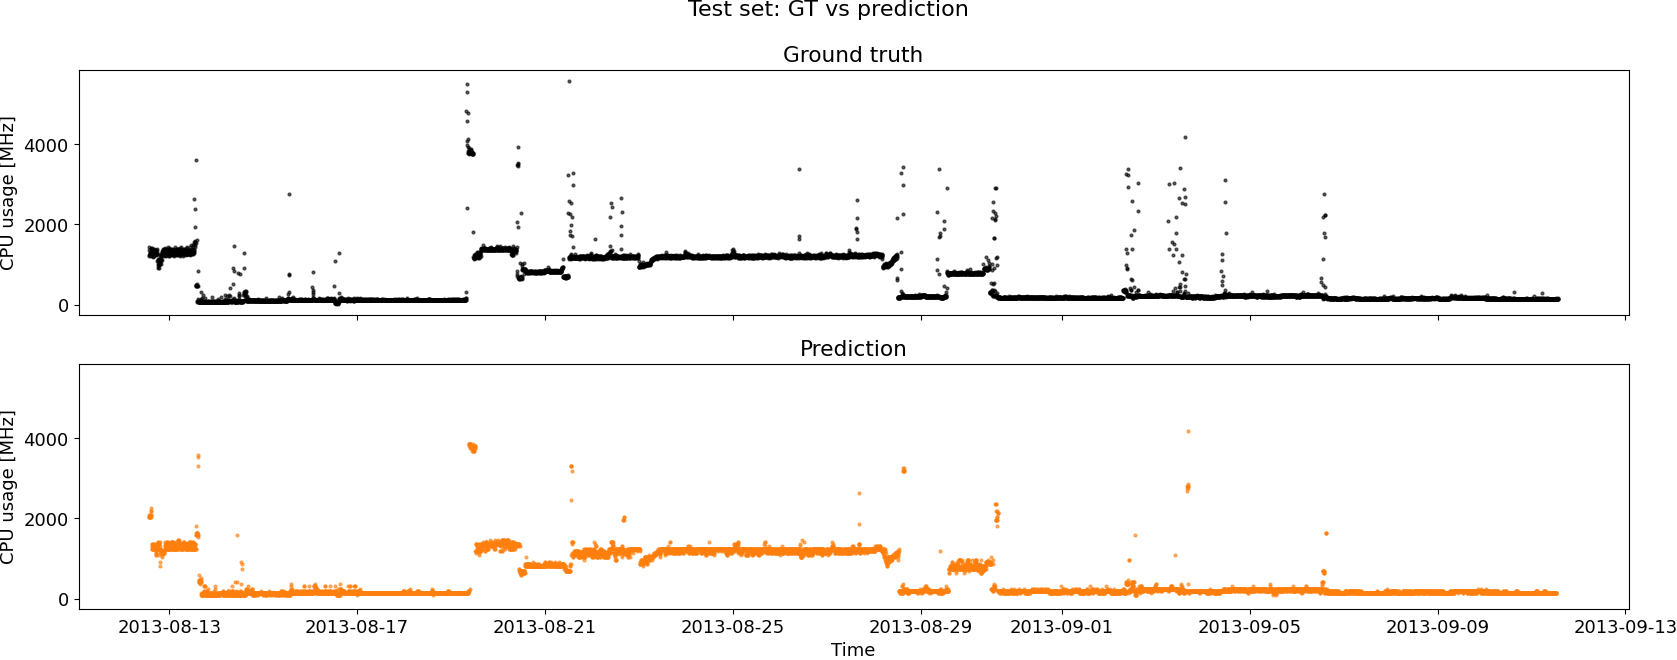 Test set: GT vs prediction
Ground truth
CPU usage [MHz]
4000
2000
0
Prediction
CPU usage [MHz]
4000
2000
0
2013-08-13 2013-08-17 2013-08-21 2013-08-25 2013-08-29 2013-09-01 2013-09-05 2013-09-09 2013-09-13
Time